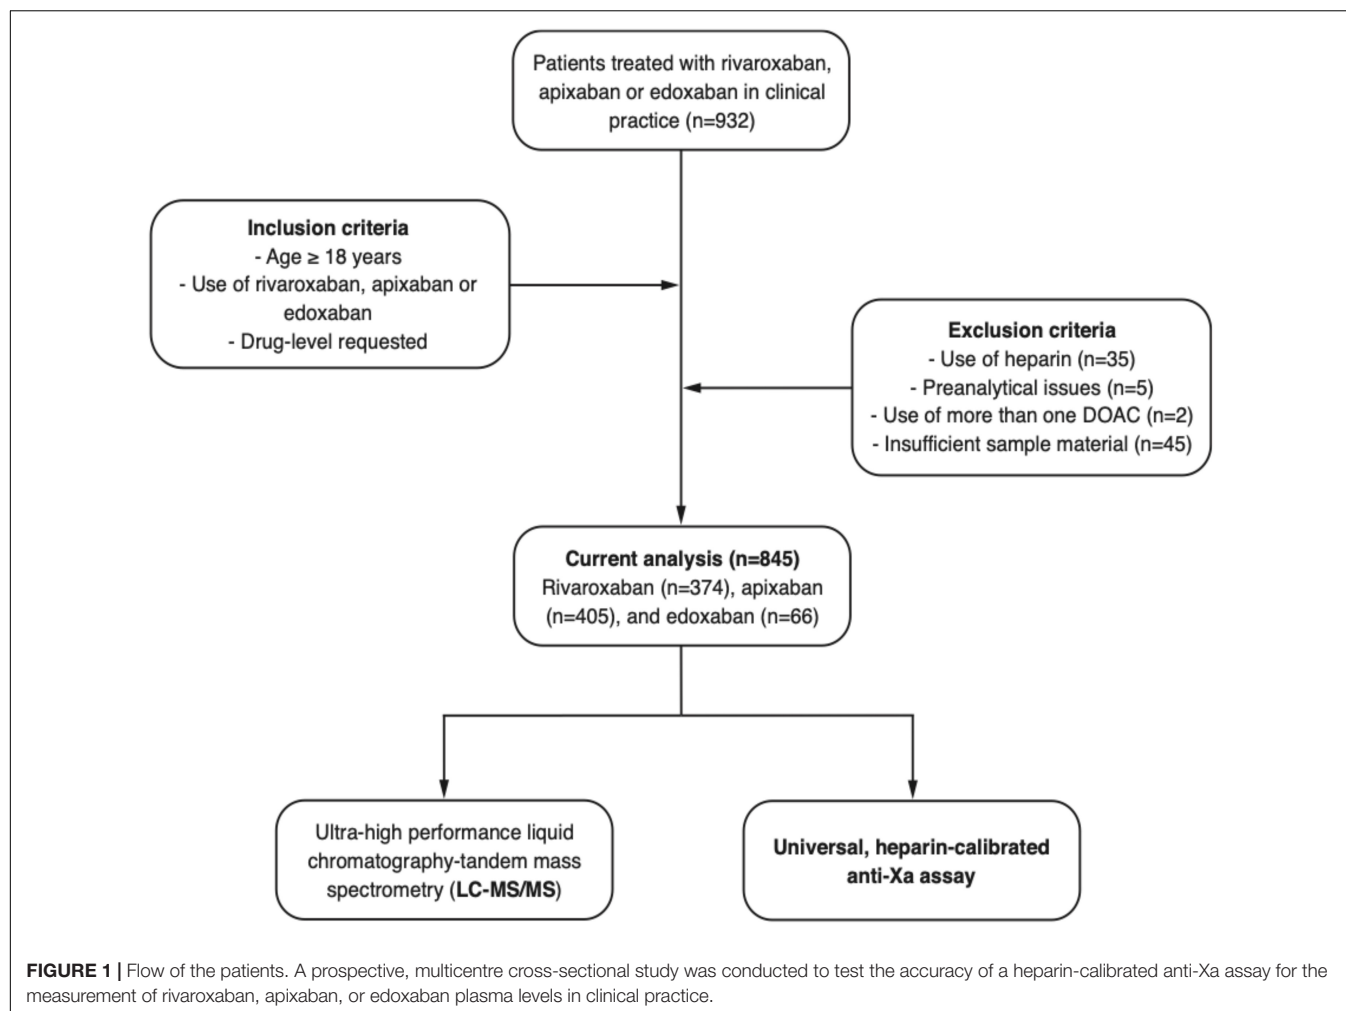 Patients treated with rivaroxaban,
apixaban or edoxaban in clinical
practice (n=932)
Inclusion criteria
- Age ≥ 18 years
- Use of rivaroxaban, apixaban or
edoxaban
- Drug-level requested
Exclusion criteria
- Use of heparin (n=35)
- Preanalytical issues (n=5)
- Use of more than one DOAC (n=2)
- Insufficient sample material (n=45)
Current analysis (n=845)
Rivaroxaban (n=374), apixaban
(n=405), and edoxaban (n=66)
Ultra-high performance liquid
chromatography-tandem mass
spectrometry (LC-MS/MS)
Universal, heparin-calibrated
anti-Xa assay
FIGURE 1 | Flow of the patients. A prospective, multicentre cross-sectional study was conducted to test the accuracy of a heparin-calibrated anti-Xa assay for the
measurement of rivaroxaban, apixaban, or edoxaban plasma levels in clinical practice.